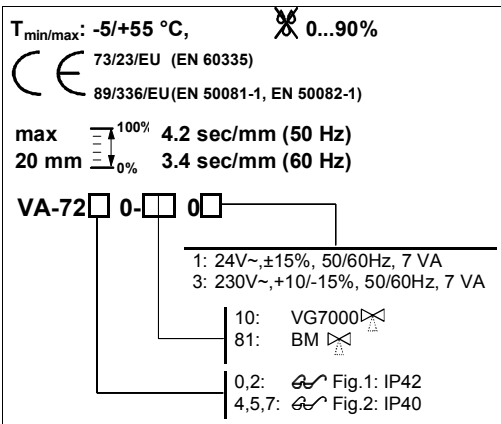 Tmin/max: -5/+55 °C, 0...90%
CE 73/23/EU (EN 60335)
89/336/EU(EN 50081-1, EN 50082-1)
max 100% 4.2 sec/mm (50 Hz)
20 mm 0% 3.4 sec/mm (60 Hz)
VA-72□ 0-□□ 0□
1: 24V~,±15%, 50/60Hz, 7 VA
3: 230V~,+10/-15%, 50/60Hz, 7 VA
10: VG7000
81: BM
0,2: Fig.1: IP42
4,5,7: Fig.2: IP40